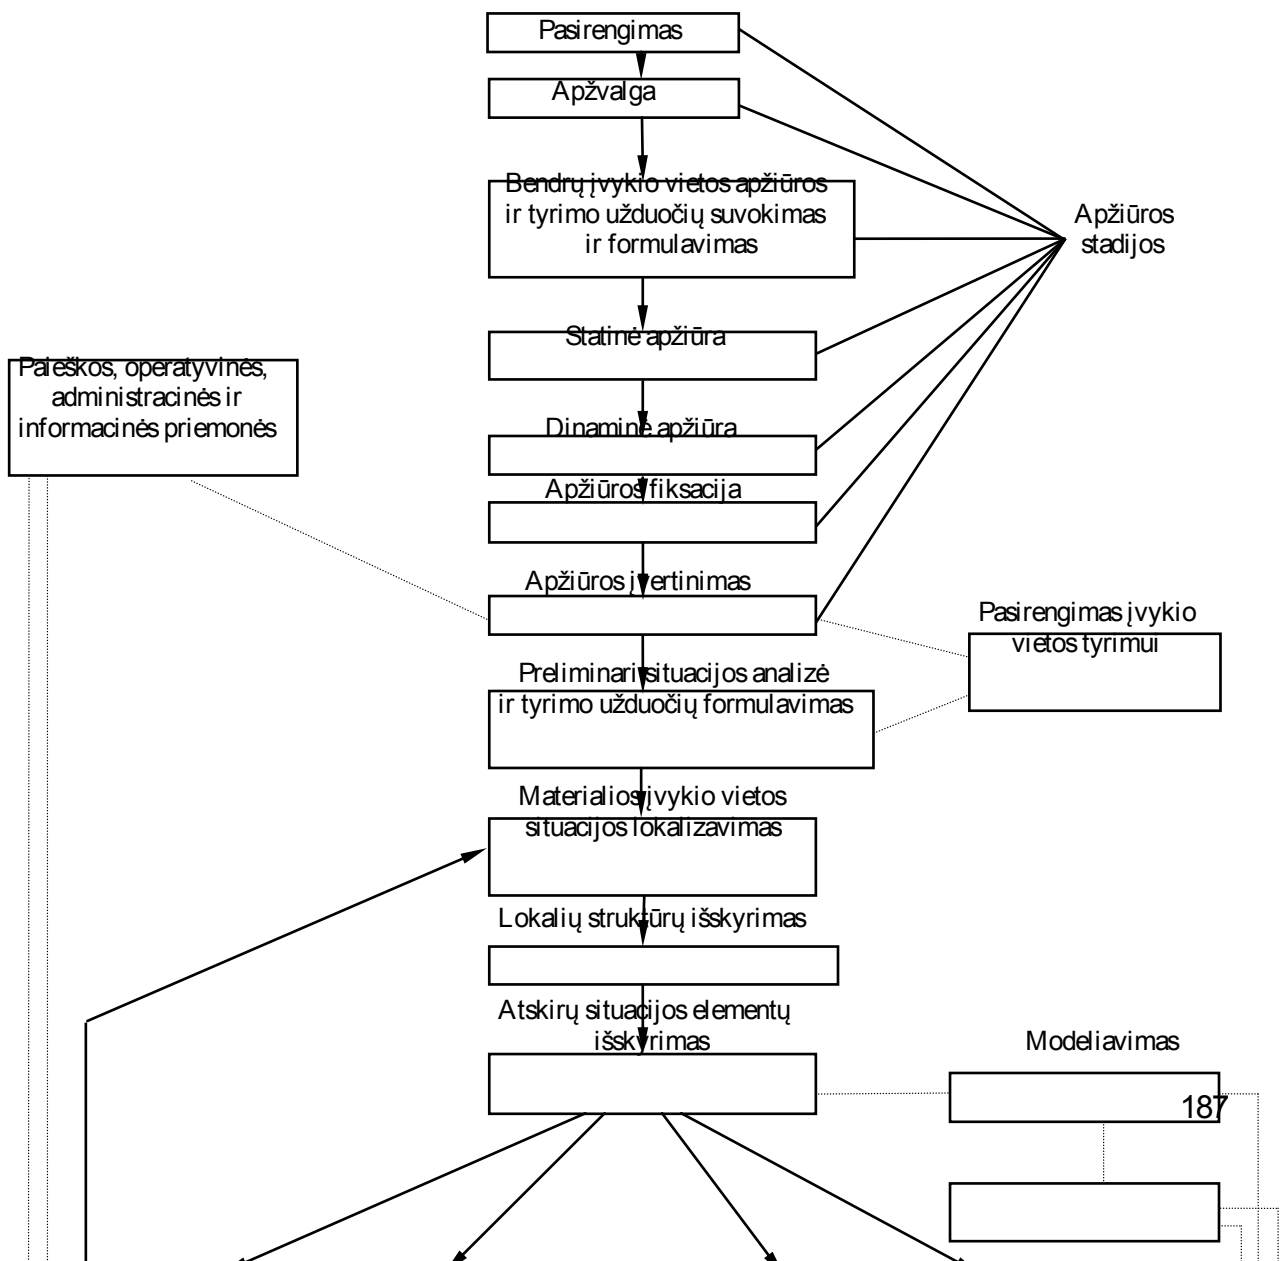 Pasirengimas
Apžvalga
Bendrų įvykio vietos apžiūros
ir tyrimo užduočių suvokimas
ir formulavimas
Apžiūros
stadijos
Statinė apžiūra
Paieškos, operatyvinės,
administracinės ir
informacinės priemonės
Dinaminė apžiūra
Apžiūros fiksacija
Apžiūros įvertinimas
Pasirengimas įvykio
vietos tyrimui
Preliminari situacijos analizė
ir tyrimo užduočių formulavimas
Materialios įvykio vietos
situacijos lokalizavimas
Lokalių struktūrų išskyrimas
Atskirų situacijos elementų
išskyrimas
Modeliavimas
187